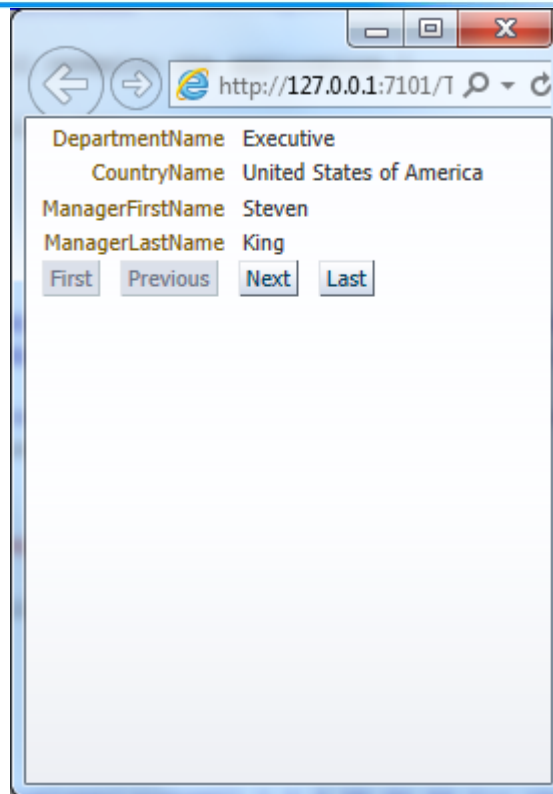 http://127.0.0.1:7101/T
DepartmentName Executive
CountryName United States of America
ManagerFirstName Steven
ManagerLastName King
First Previous Next Last